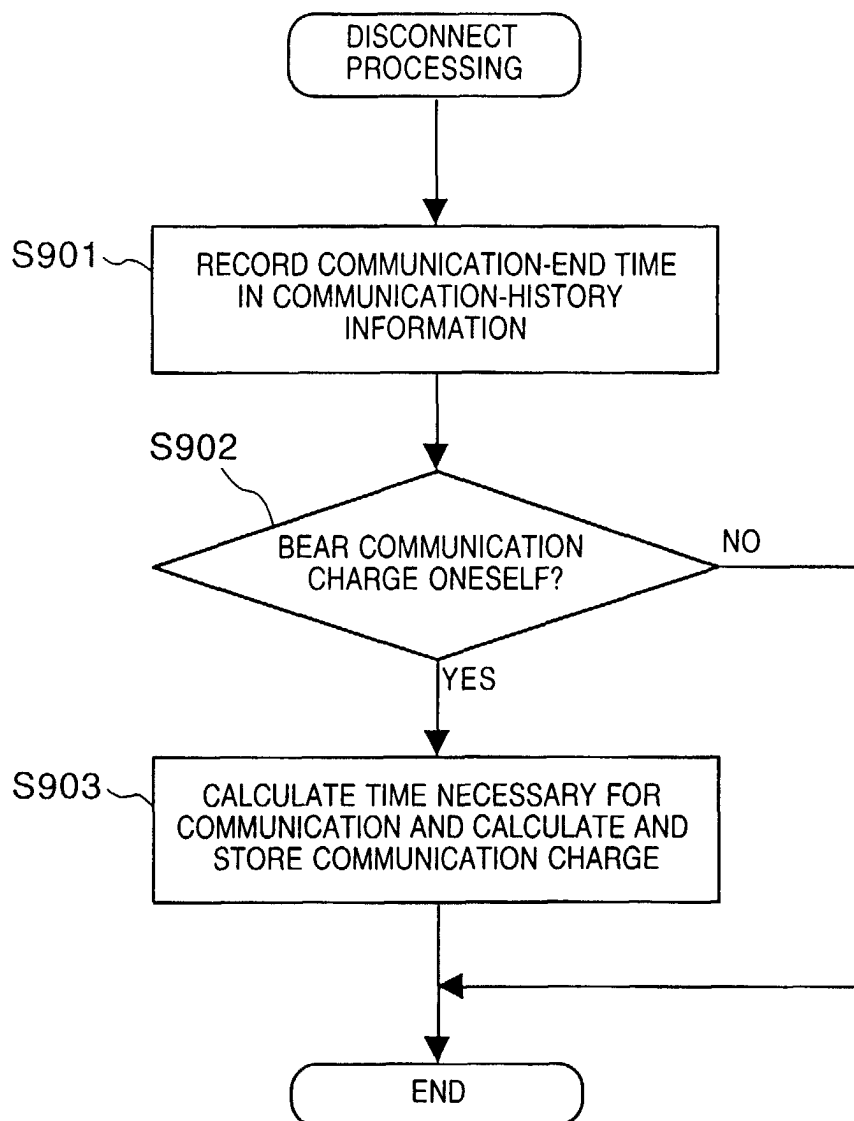 DISCONNECT
PROCESSING
S901
RECORD COMMUNICATION-END TIME
IN COMMUNICATION-HISTORY
INFORMATION
S902
BEAR COMMUNICATION
CHARGE ONESELF?
NO
YES
S903
CALCULATE TIME NECESSARY FOR
COMMUNICATION AND CALCULATE AND
STORE COMMUNICATION CHARGE
END